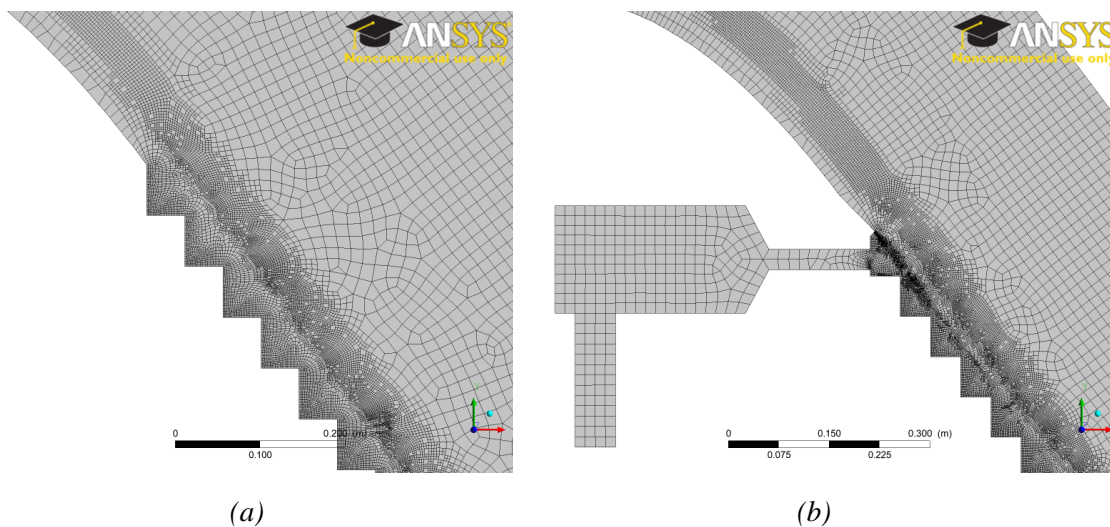 ANSYS
Noncommercial use only
ANSYS
Noncommercial use only
Y
0
0.200 (m)
0.100
0
0.150
0.300 (m)
0.075
0.225
(a)
(b)